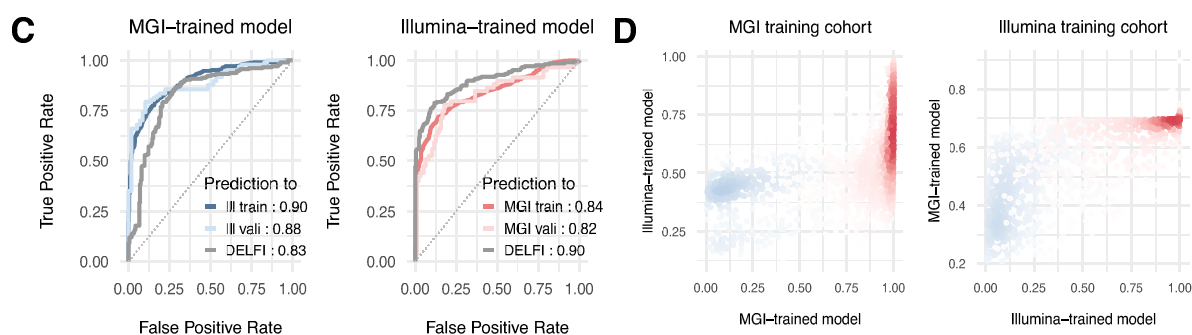 C
MGI−trained model
True Positive Rate
1.00
0.75
0.50
0.25
0.00
Prediction to
Ill train : 0.90
Ill vali : 0.88
DELFI : 0.83
0.00 0.25 0.50 0.75 1.00
False Positive Rate
Illumina−trained model
True Positive Rate
1.00
0.75
0.50
0.25
0.00
Prediction to
MGI train : 0.84
MGI vali : 0.82
DELFI : 0.90
0.00 0.25 0.50 0.75 1.00
False Positive Rate
D
MGI training cohort
Illumina−trained model
1.00
0.75
0.50
0.25
0.00 0.25 0.50 0.75 1.00
MGI−trained model
Illumina training cohort
MGI−trained model
0.8
0.6
0.4
0.2
0.00 0.25 0.50 0.75 1.00
Illumina−trained model